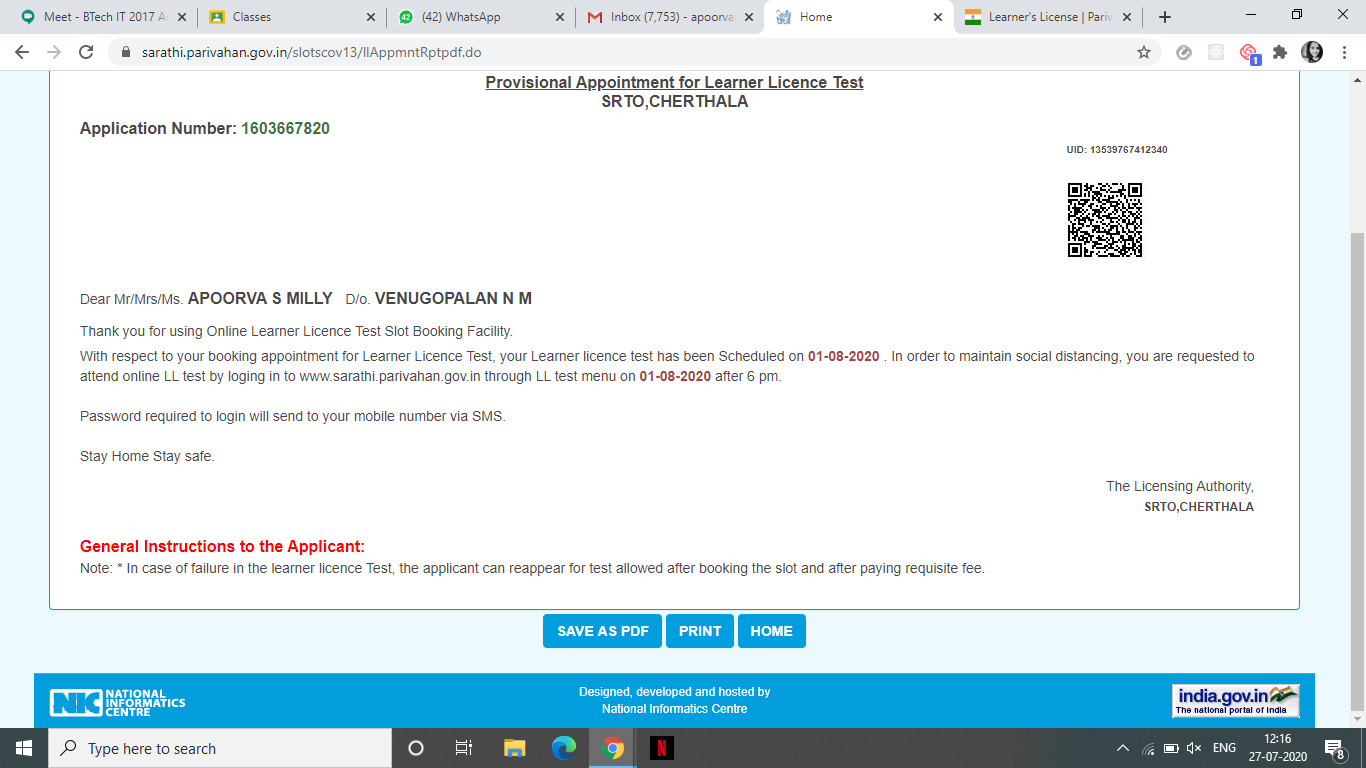 Meet - BTech IT 2017 A
Classes
(42) WhatsApp
Inbox (7,753) - apoorva
Home
Learner's License | Pariv
sarathi.parivahan.gov.in/slotscov13/llAppmntRptpdf.do
1
Provisional Appointment for Learner Licence Test
SRTO,CHERTHALA
Application Number: 1603667820
UID: 13539767412340
Dear Mr/Mrs/Ms. APOORVA S MILLY D/o. VENUGOPALAN N M
Thank you for using Online Learner Licence Test Slot Booking Facility.
With respect to your booking appointment for Learner Licence Test, your Learner licence test has been Scheduled on 01-08-2020 . In order to maintain social distancing, you are requested to
attend online LL test by loging in to www.sarathi.parivahan.gov.in through LL test menu on 01-08-2020 after 6 pm.
Password required to login will send to your mobile number via SMS.
Stay Home Stay safe.
The Licensing Authority,
SRTO,CHERTHALA
General Instructions to the Applicant:
Note: * In case of failure in the learner licence Test, the applicant can reappear for test allowed after booking the slot and after paying requisite fee.
SAVE AS PDF PRINT HOME
NIC NATIONAL
INFORMATICS
CENTRE
Designed, developed and hosted by
National Informatics Centre
india.gov.in
The national portal of India
Type here to search
N
ENG
12:16
27-07-2020
8